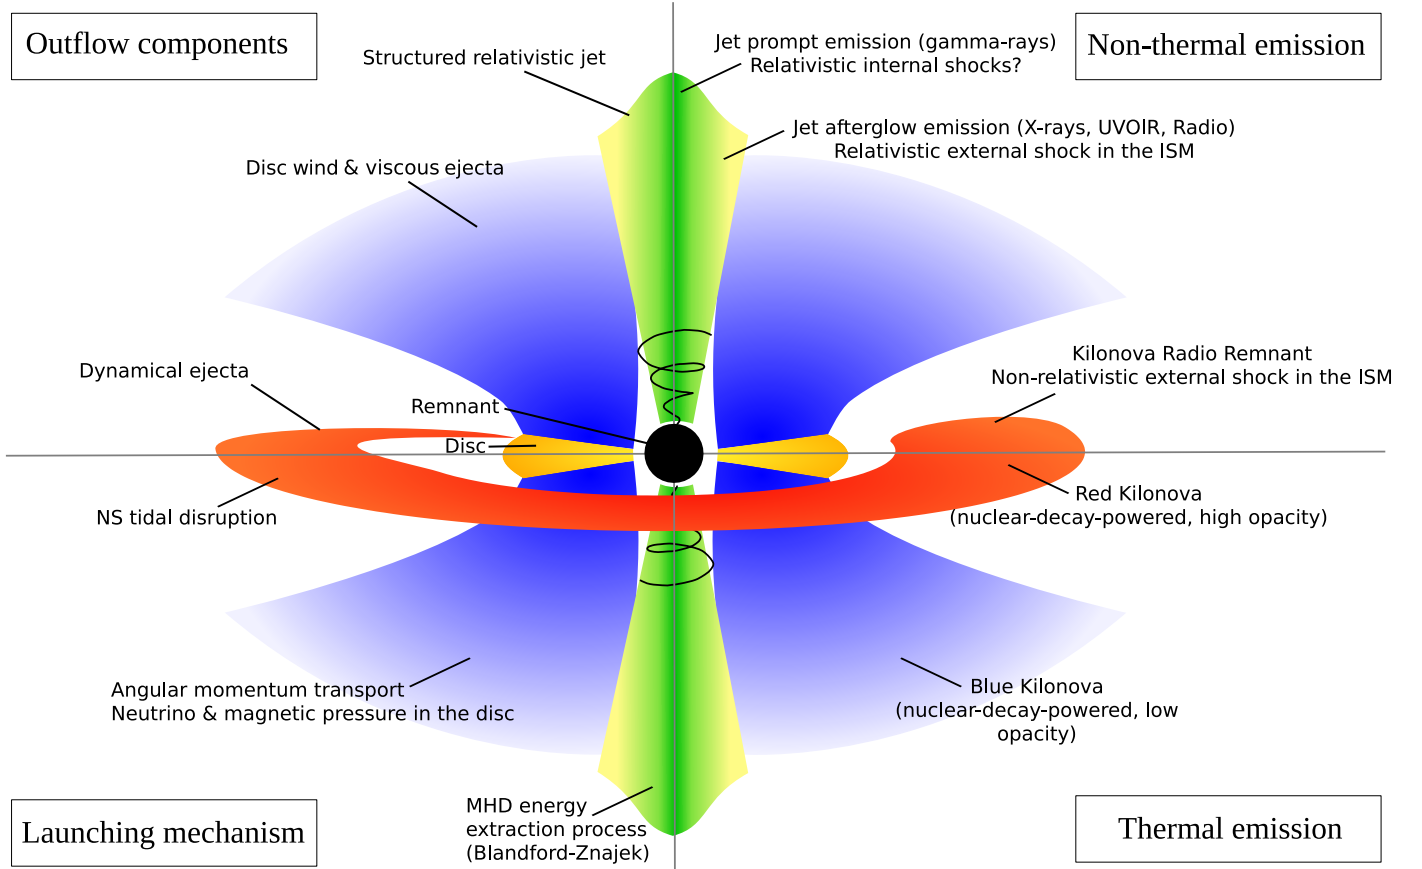 Outflow components
Structured relativistic jet
Disc wind & viscous ejecta
Dynamical ejecta
Remnant
Disc
Non-thermal emission
Jet prompt emission (gamma-rays)
Relativistic internal shocks?
Jet afterglow emission (X-rays, UVOIR, Radio)
Relativistic external shock in the ISM
Kilonova Radio Remnant
Non-relativistic external shock in the ISM
NS tidal disruption
Angular momentum transport
Neutrino & magnetic pressure in the disc
MHD energy
extraction process
(Blandford-Znajek)
Launching mechanism
Red Kilonova
(nuclear-decay-powered, high opacity)
Blue Kilonova
(nuclear-decay-powered, low
opacity)
Thermal emission